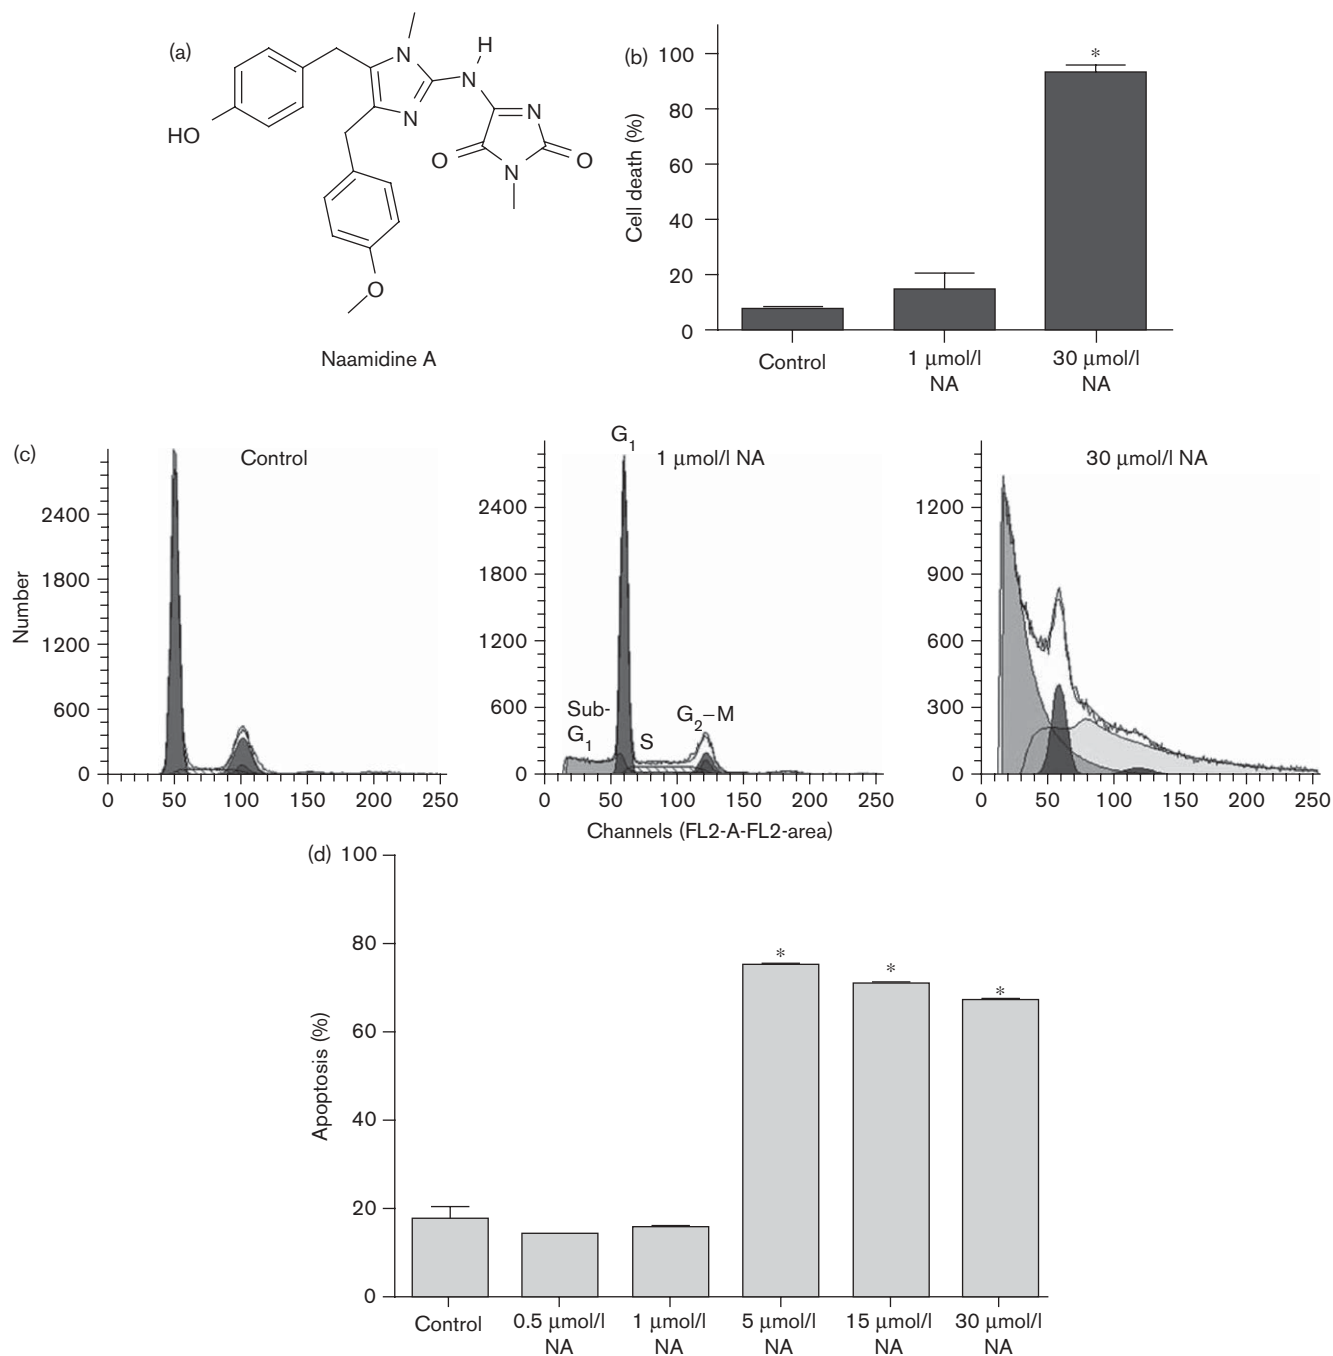 (a)
N
H
N
N
N
O
N
O
HO
O
Naamidine A
(b)
Cell death (%)
100
80
60
40
20
0
*
Control
1 μmol/l
NA
30 μmol/l
NA
(c)
Number
Control
2400
1800
1200
600
0
0 50 100 150 200 250
1 μmol/l NA
2400
1800
1200
600
0
G1
Sub-
G1
S
G2–M
0 50 100 150 200 250
Channels (FL2-A-FL2-area)
30 μmol/l NA
1200
900
600
300
0
0 50 100 150 200 250
(d)
Apoptosis (%)
100
80
60
40
20
0
* * *
Control
0.5 μmol/l
NA
1 μmol/l
NA
5 μmol/l
NA
15 μmol/l
NA
30 μmol/l
NA